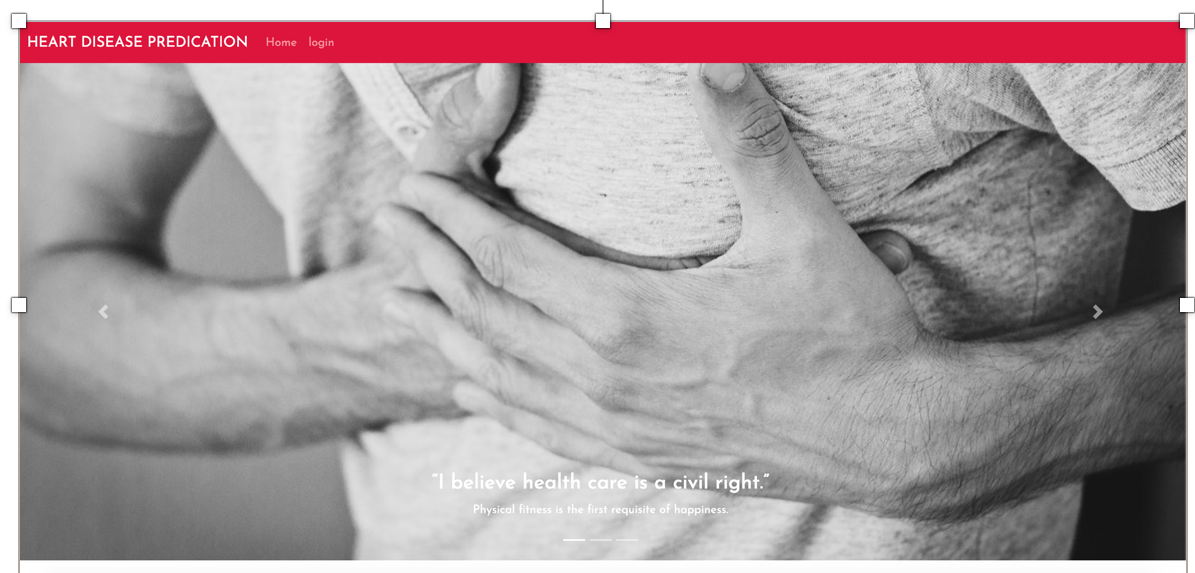 HEART DISEASE PREDICATION Home login
“I believe health care is a civil right.”
Physical fitness is the first requisite of happiness.